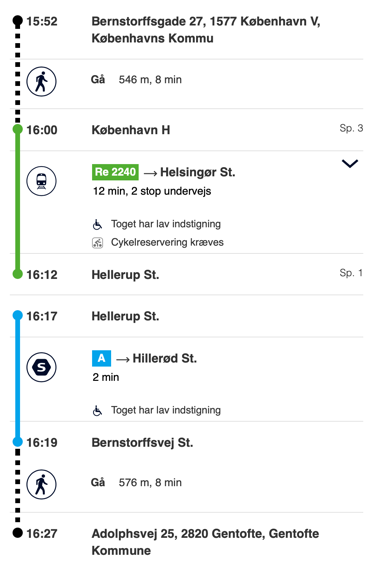 15:52 Bernstorffsgade 27, 1577 København V,
Københavns Kommu
Gå 546 m, 8 min
16:00 København H Sp. 3
Re 2240 → Helsingør St.
12 min, 2 stop undervejs
Toget har lav indstigning
Cykelreservering kræves
16:12 Hellerup St. Sp. 1
16:17 Hellerup St.
S A → Hillerød St.
2 min
Toget har lav indstigning
16:19 Bernstorffsvej St.
Gå 576 m, 8 min
16:27 Adolphsvej 25, 2820 Gentofte, Gentofte
Kommune